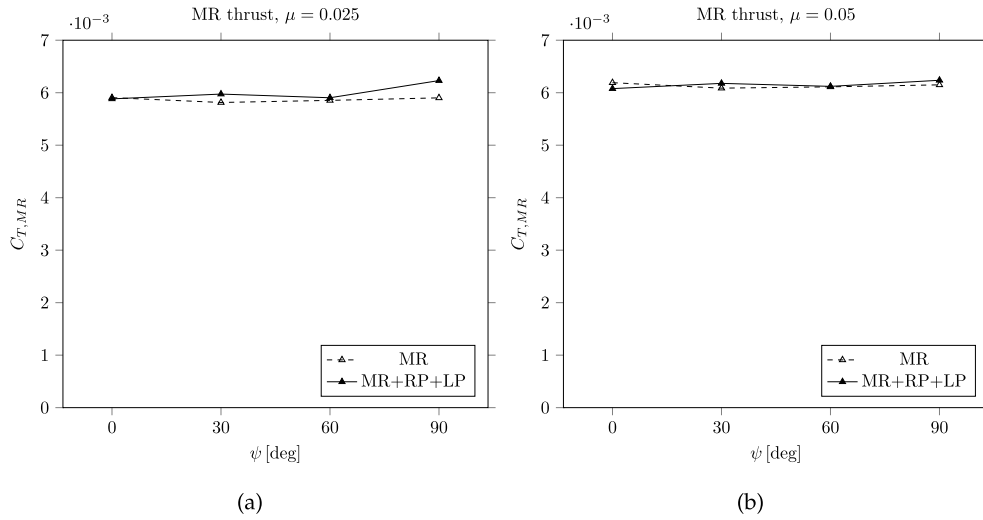 MR thrust, μ = 0.025
·10⁻³
7
6
5
4
3
2
1
0
C_{T,MR}
0 30 60 90
ψ [deg]
MR
MR+RP+LP
(a)
MR thrust, μ = 0.05
·10⁻³
7
6
5
4
3
2
1
0
C_{T,MR}
0 30 60 90
ψ [deg]
MR
MR+RP+LP
(b)